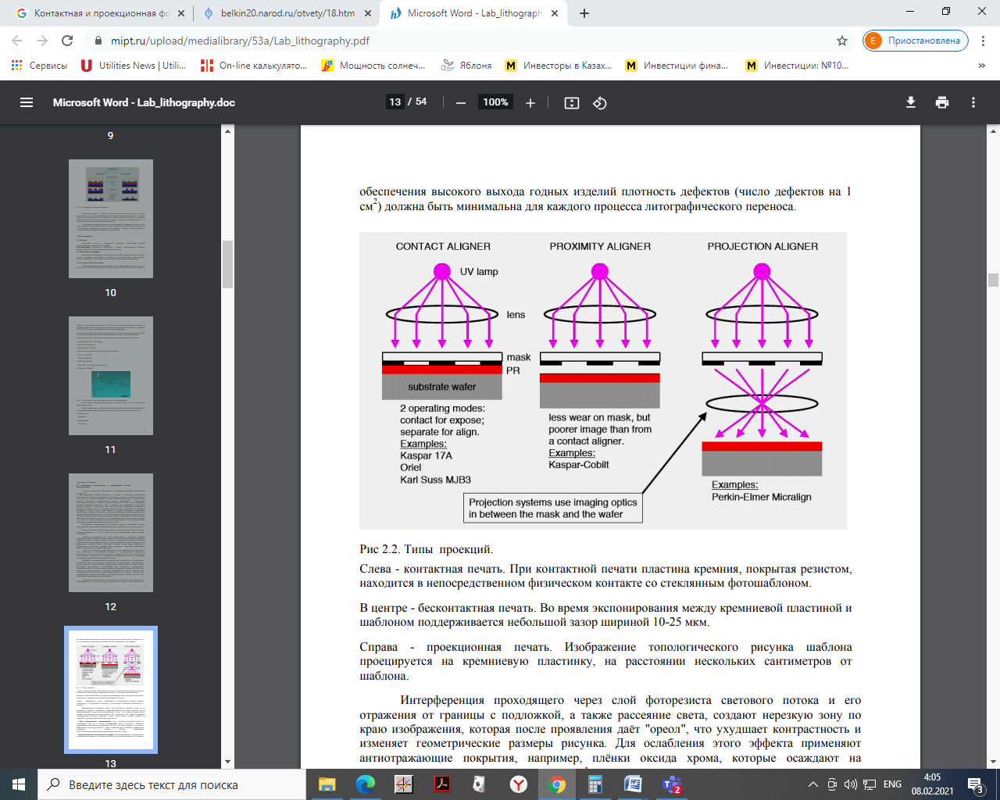 Контактная и проекционная фо
belkin20.narod.ru/otvety/18.htm
Microsoft Word - Lab_lithograph
mipt.ru/upload/medialibrary/53a/Lab_lithography.pdf
E
Приостановлена
Сервисы
Utilities News | Utili...
On-line калькулято...
Мощность солнеч...
Яблоня
Инвесторы в Казах...
Инвестиции фина...
Инвестиции: №10...
Microsoft Word - Lab_lithography.doc
13 / 54
100%
9
10
11
12
13
обеспечения высокого выхода годных изделий плотность дефектов (число дефектов на 1
см2) должна быть минимальна для каждого процесса литографического переноса.
CONTACT ALIGNER
PROXIMITY ALIGNER
PROJECTION ALIGNER
UV lamp
lens
mask
PR
substrate wafer
2 operating modes:
contact for expose;
separate for align.
Examples:
Kaspar 17A
Oriel
Karl Suss MJB3
less wear on mask, but
poorer image than from
a contact aligner.
Examples:
Kaspar-Cobilt
Examples:
Perkin-Elmer Micralign
Projection systems use imaging optics
in between the mask and the wafer
Рис 2.2. Типы проекций.
Слева - контактная печать. При контактной печати пластина кремния, покрытая резистом,
находится в непосредственном физическом контакте со стеклянным фотошаблоном.
В центре - бесконтактная печать. Во время экспонирования между кремниевой пластиной и
шаблоном поддерживается небольшой зазор шириной 10-25 мкм.
Справа - проекционная печать. Изображение топологического рисунка шаблона
проецируется на кремниевую пластинку, на расстоянии нескольких сантиметров от
шаблона.
Интерференция проходящего через слой фоторезиста светового потока и его
отражения от границы с подложкой, а также рассеяние света, создают нерезкую зону по
краю изображения, которая после проявления даёт "ореол", что ухудшает контрастность и
изменяет геометрические размеры рисунка. Для ослабления этого эффекта применяют
антиотражающие покрытия, например, плёнки оксида хрома, которые осаждают на
Введите здесь текст для поиска
ENG
4:05
08.02.2021
3
2